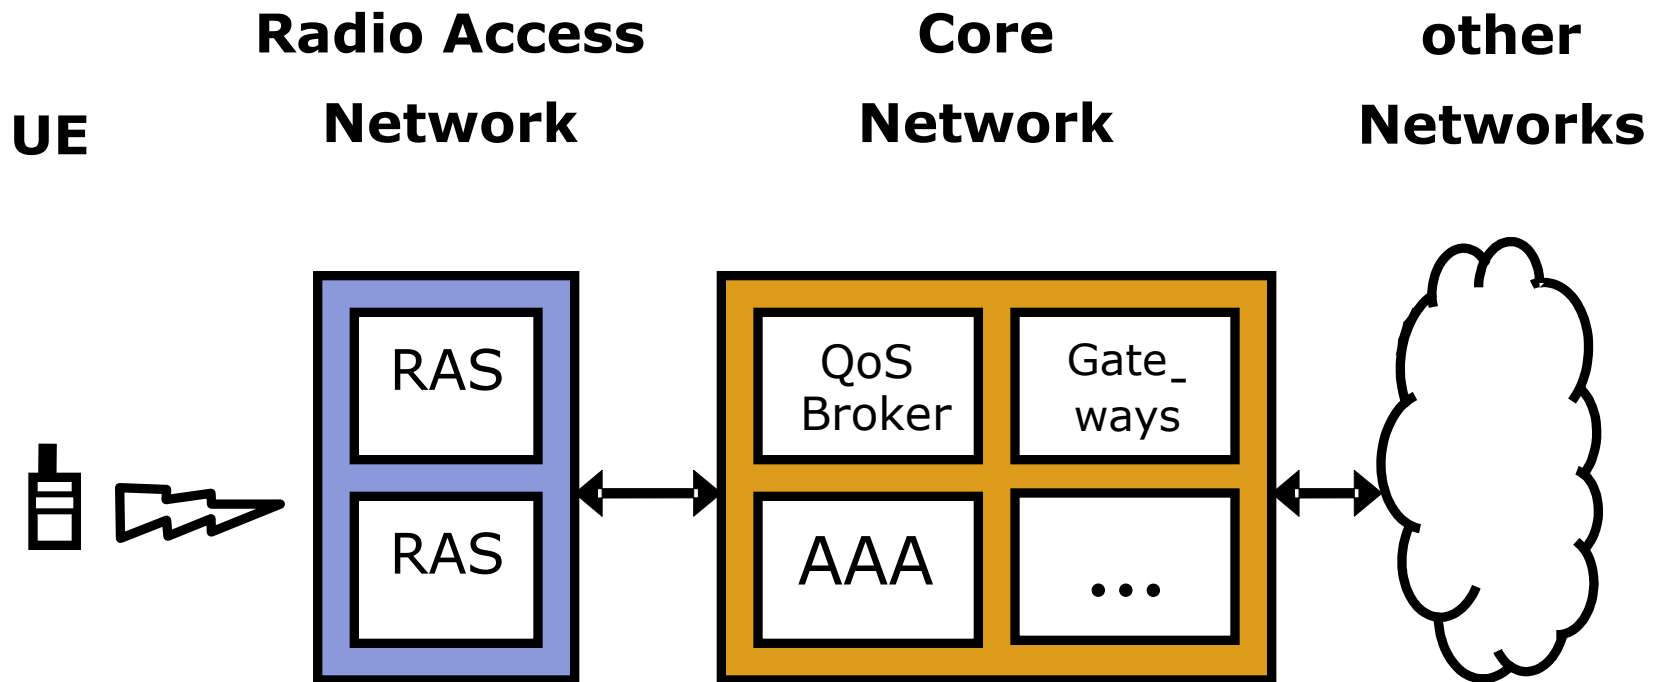 UE
Radio Access
Network
Core
Network
other
Networks
RAS
RAS
QoS
Broker
Gate_
ways
AAA
...